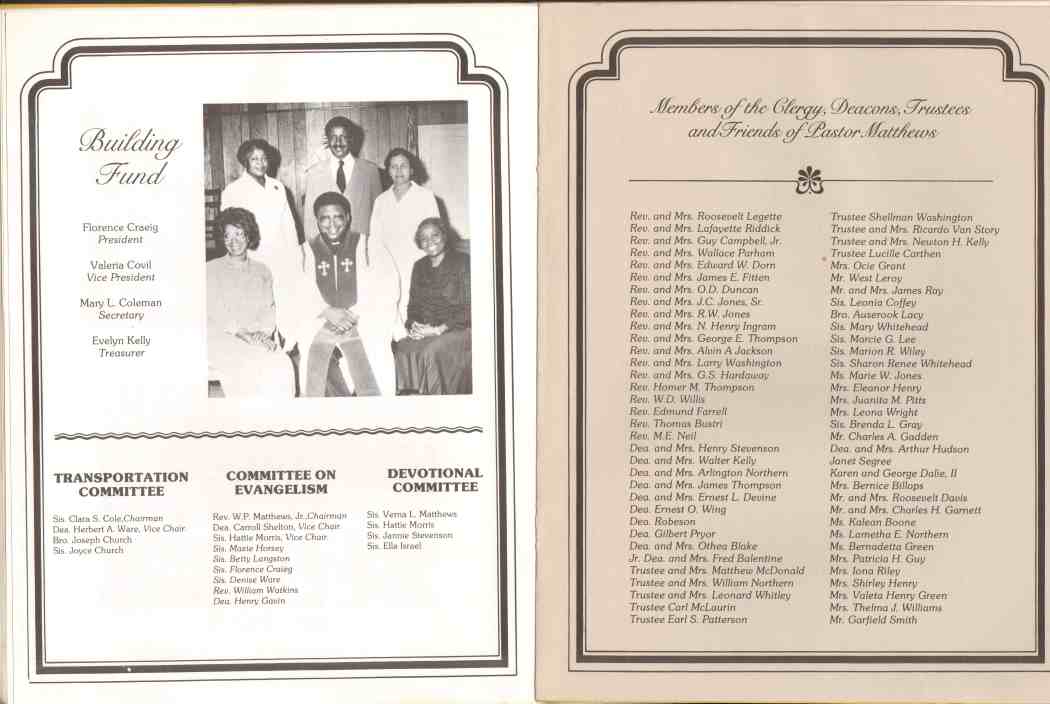 Building
Fund
Florence Craeig
President
Valeria Covil
Vice President
Mary L. Coleman
Secretary
Evelyn Kelly
Treasurer
TRANSPORTATION
COMMITTEE
Sis. Clara S. Cole,Chairman
Dea. Herbert A. Ware, Vice Chair
Bro. Joseph Church
Sis. Joyce Church
COMMITTEE ON
EVANGELISM
Rev. W.P. Matthews, Jr.,Chairman
Dea. Carroll Shelton, Vice Chair
Sis. Hattie Morris, Vice Chair
Sis. Maxie Horsey
Sis. Betty Langston
Sis. Florence Craeig
Sis. Denise Ware
Rev. William Watkins
Dea. Henry Gavin
DEVOTIONAL
COMMITTEE
Sis. Verna L. Matthews
Sis. Hattie Morris
Sis. Jannie Stevenson
Sis. Ella Israel
Members of the Clergy, Deacons, Trustees
and Friends of Pastor Matthews
Rev. and Mrs. Roosevelt Legette
Rev. and Mrs. Lafayette Riddick
Rev. and Mrs. Guy Campbell, Jr.
Rev. and Mrs. Wallace Parham
Rev. and Mrs. Edward W. Dorn
Rev. and Mrs. James E. Fitten
Rev. and Mrs. O.D. Duncan
Rev. and Mrs. J.C. Jones, Sr.
Rev. and Mrs. R.W. Jones
Rev. and Mrs. N. Henry Ingram
Rev. and Mrs. George E. Thompson
Rev. and Mrs. Alvin A Jackson
Rev. and Mrs. Larry Washington
Rev. and Mrs. G.S. Hardaway
Rev. Homer M. Thompson
Rev. W.D. Willis
Rev. Edmund Farrell
Rev. Thomas Bustri
Rev. M.E. Neil
Dea. and Mrs. Henry Stevenson
Dea. and Mrs. Walter Kelly
Dea. and Mrs. Arlington Northern
Dea. and Mrs. James Thompson
Dea. and Mrs. Ernest L. Devine
Dea. Ernest O. Wing
Dea. Robeson
Dea. Gilbert Pryor
Dea. and Mrs. Othea Blake
Jr. Dea. and Mrs. Fred Balentine
Trustee and Mrs. Matthew McDonald
Trustee and Mrs. William Northern
Trustee and Mrs. Leonard Whitley
Trustee Carl McLaurin
Trustee Earl S. Patterson
Trustee Shellman Washington
Trustee and Mrs. Ricardo Van Story
Trustee and Mrs. Newton H. Kelly
Trustee Lucille Carthen
Mrs. Ocie Grant
Mr. West Leroy
Mr. and Mrs. James Ray
Sis. Leonia Coffey
Bro. Auserook Lacy
Sis. Mary Whitehead
Sis. Marcie G. Lee
Sis. Marion R. Wiley
Sis. Sharon Renee Whitehead
Ms. Marie W. Jones
Mrs. Eleanor Henry
Mrs. Juanita M. Pitts
Mrs. Leona Wright
Sis. Brenda L. Gray
Mr. Charles A. Gadden
Dea. and Mrs. Arthur Hudson
Janet Segree
Karen and George Dalie, II
Mrs. Bernice Billops
Mr. and Mrs. Roosevelt Davis
Mr. and Mrs. Charles H. Garnett
Ms. Kalean Boone
Ms. Lametha E. Northern
Ms. Bernadetta Green
Mrs. Patricia H. Guy
Mrs. Iona Riley
Mrs. Shirley Henry
Mrs. Valeta Henry Green
Mrs. Thelma J. Williams
Mr. Garfield Smith